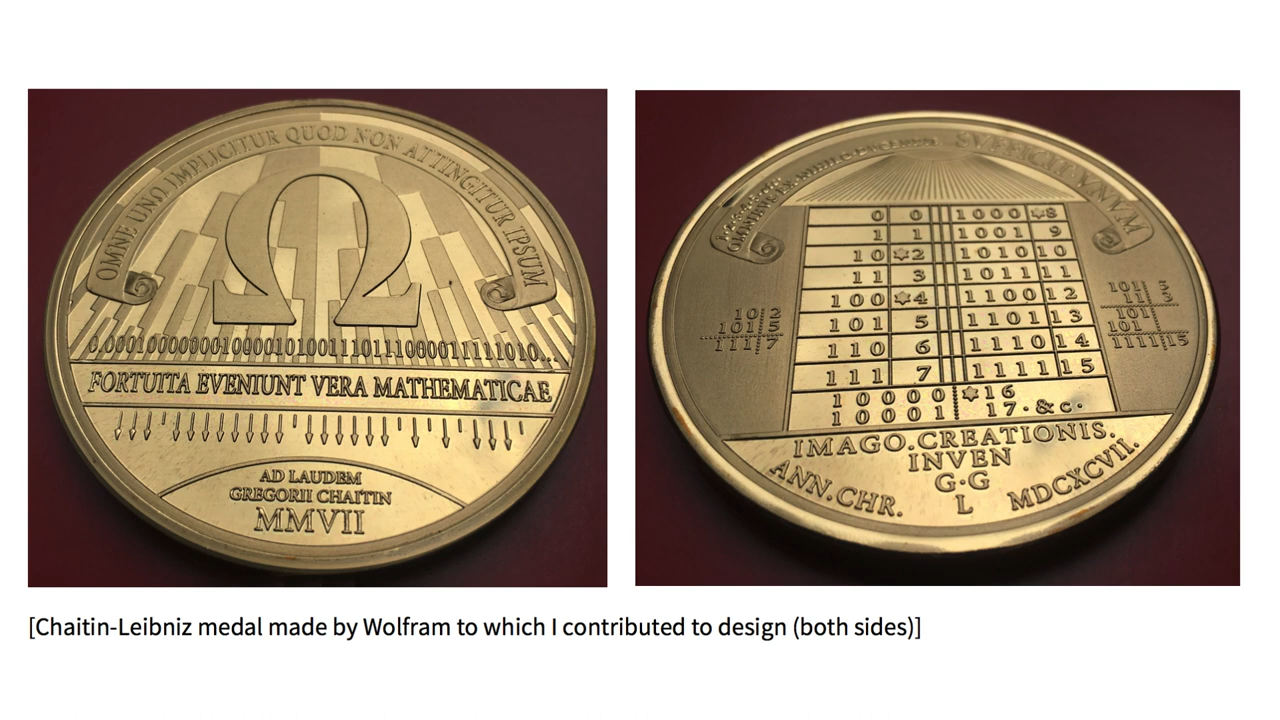 OMNE UNO IMPLICITUR QUOD NON ATTINGITUR IPSUM
Ω
0.0001000000010000101001110111000011111010...
FORTUITA EVENIUNT VERA MATHEMATICAE
AD LAUDEM
GREGORII CHAITIN
MMVII
SVFFICIT VNVM
0 0 1000 ✡8
1 1 1001 9
10 ✡2 1010 10
11 3 1011 11
100 ✡4 1100 12
101 5 1101 13
110 6 1110 14
111 7 1111 15
10000 ✡16
10001 17.&c.
10 2
101 5
111 7
101 5
11 3
101
101
1111 15
IMAGO.CREATIONIS.
INVEN
G.G
L
ANN.CHR. MDCXCVII.
[Chaitin-Leibniz medal made by Wolfram to which I contributed to design (both sides)]